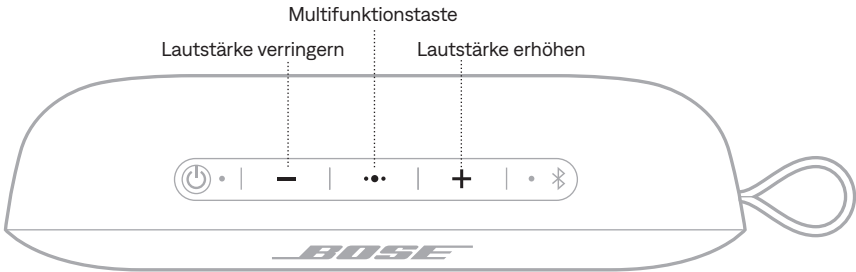 Multifunktionstaste
Lautstärke verringern
Lautstärke erhöhen
BOSE